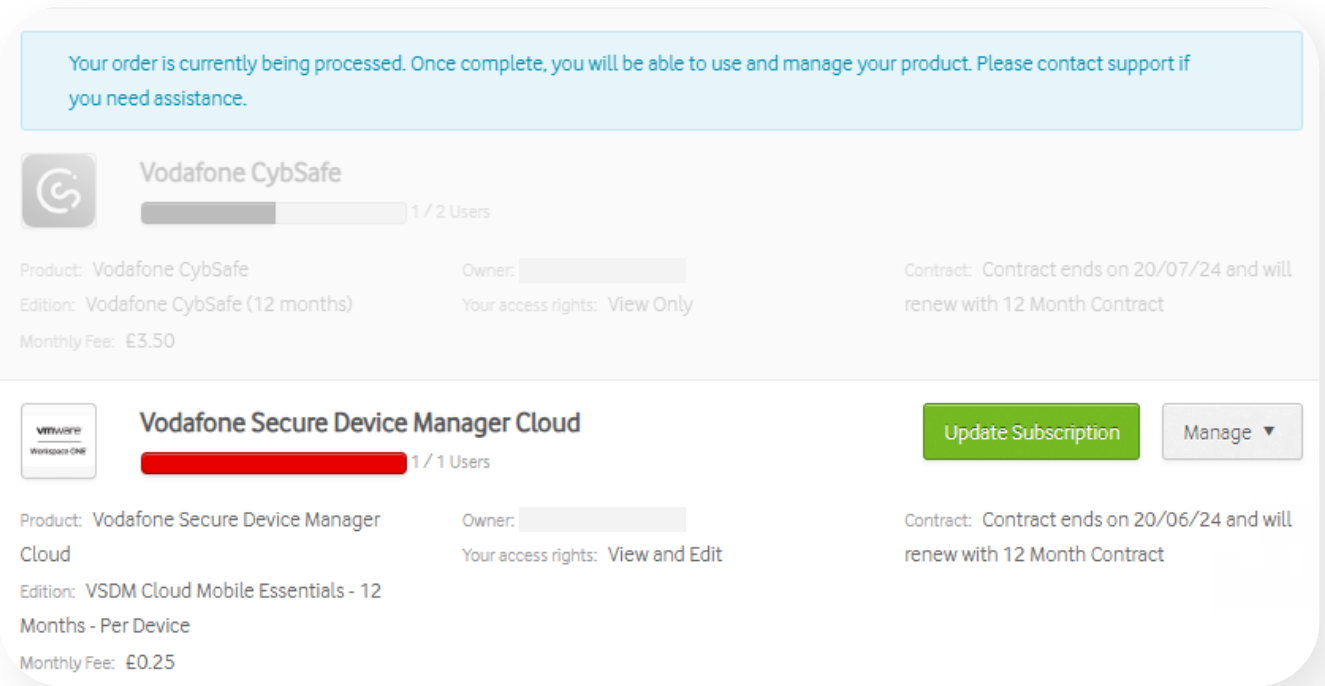 Your order is currently being processed. Once complete, you will be able to use and manage your product. Please contact support if
you need assistance.
Vodafone CybSafe
1 / 2 Users
Product: Vodafone CybSafe
Owner:
Contract: Contract ends on 20/07/24 and will
Edition: Vodafone CybSafe (12 months)
Your access rights: View Only
renew with 12 Month Contract
Monthly Fee: £3.50
vmware
Workspace ONE
Vodafone Secure Device Manager Cloud
1 / 1 Users
Update Subscription
Manage ▼
Product: Vodafone Secure Device Manager
Cloud
Owner:
Contract: Contract ends on 20/06/24 and will
Your access rights: View and Edit
renew with 12 Month Contract
Edition: VSDM Cloud Mobile Essentials - 12
Months - Per Device
Monthly Fee: £0.25